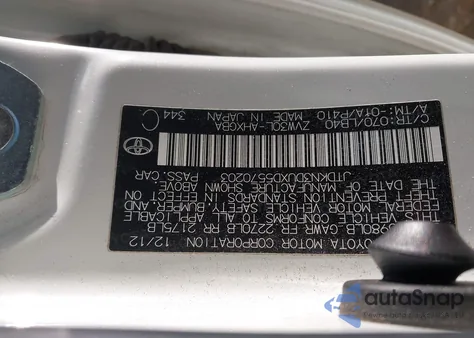 TOYOTA MOTOR CORPORATION 12/12
GAWR FR 2270LB RR 2175LB
THIS VEHICLE CONFORMS TO ALL APPLICABLE
FEDERAL MOTOR VEHICLE SAFETY, BUMPER, AND
THEFT PREVENTION STANDARDS IN EFFECT ON
THE DATE OF MANUFACTURE SHOWN ABOVE.
JTDKN3DUXD5570203 PASS. CAR
ZVW30L-AHXGBA MADE IN JAPAN
C/TR: 070/LB40 344
A/TM: -01A/P410 C
autoSnap